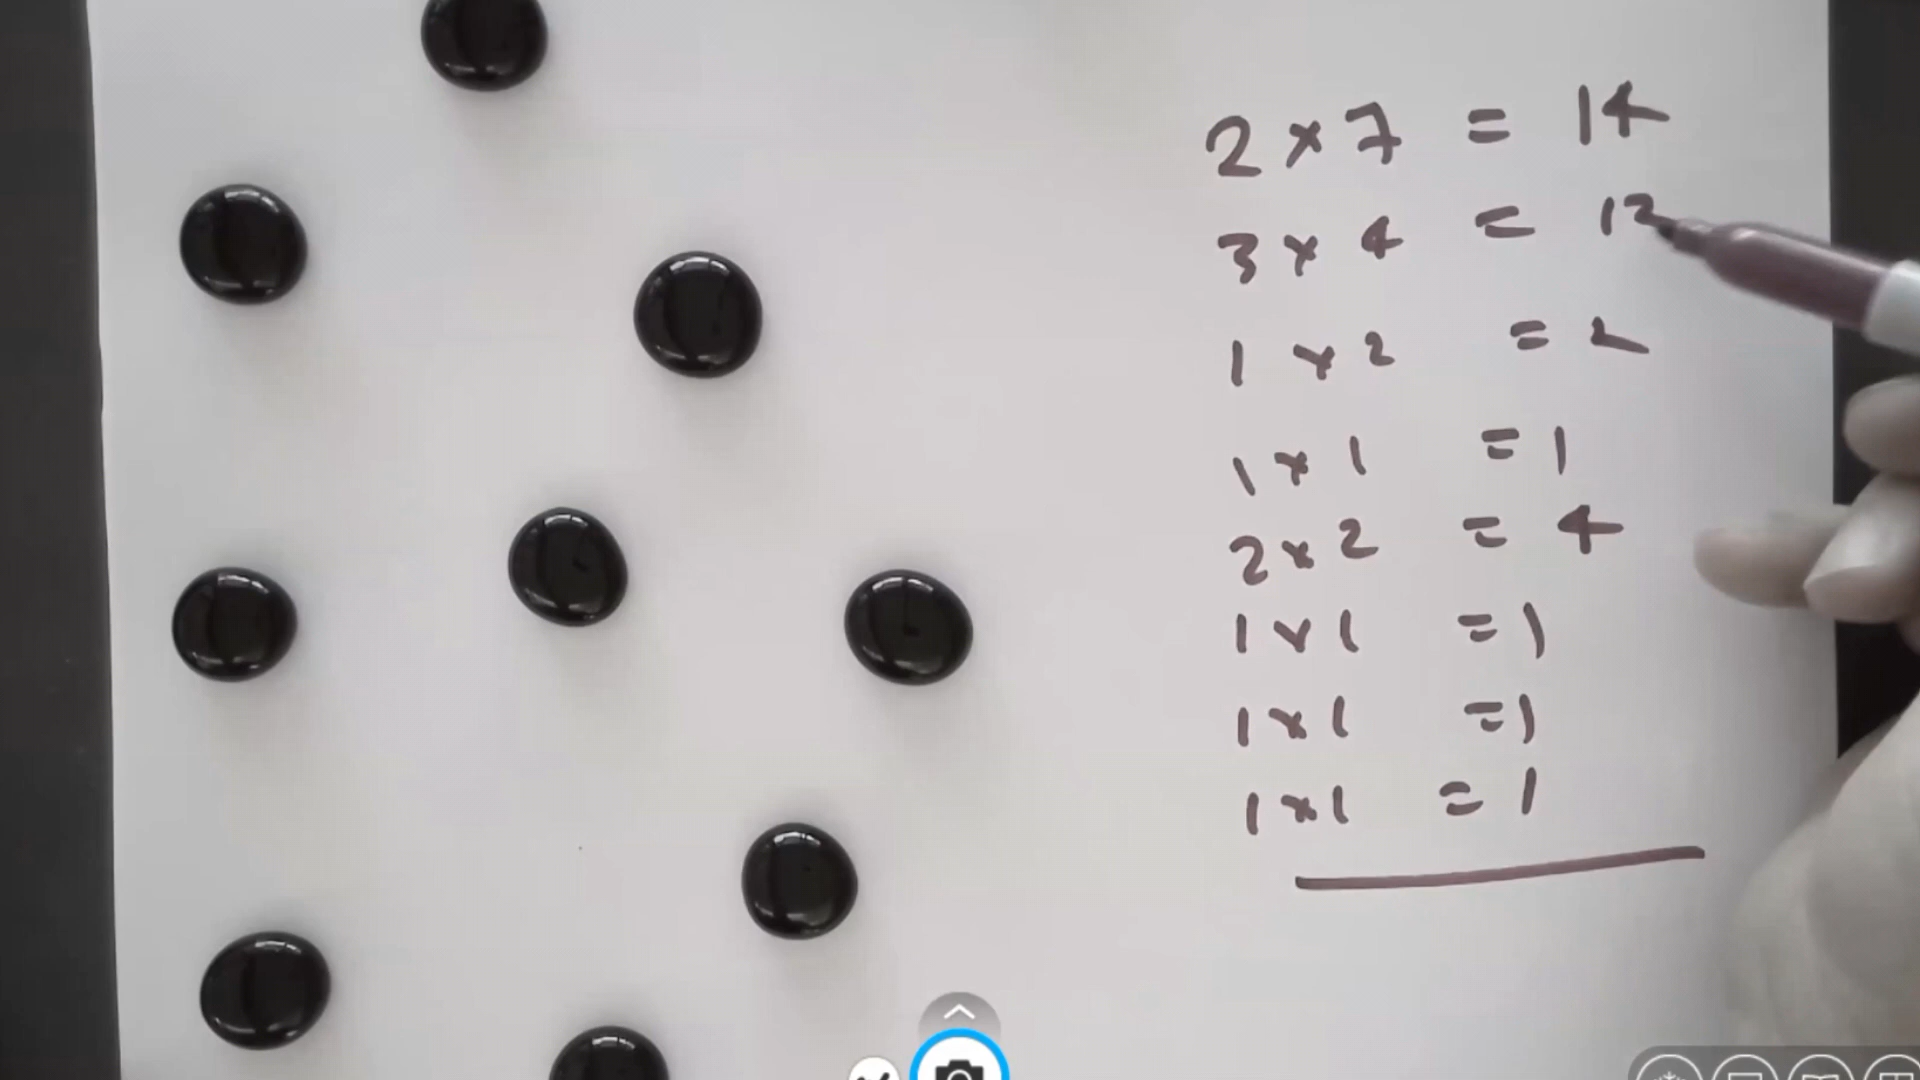 2 × 7 = 14
3 × 4 = 12
1 × 2 = 2
1 × 1 = 1
2 × 2 = 4
1 × 1 = 1
1 × 1 = 1
1 × 1 = 1